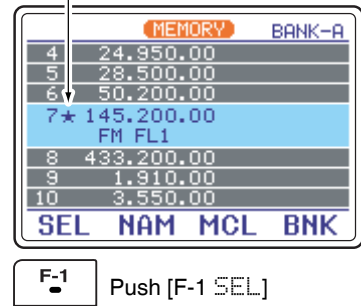 MEMORY BANK-A
4 24.950.00
5 28.500.00
6 50.200.00
7★ 145.200.00
FM FL1
8 433.200.00
9 1.910.00
10 3.550.00
SEL NAM MCL BNK
F-1 Push [F-1 SEL]